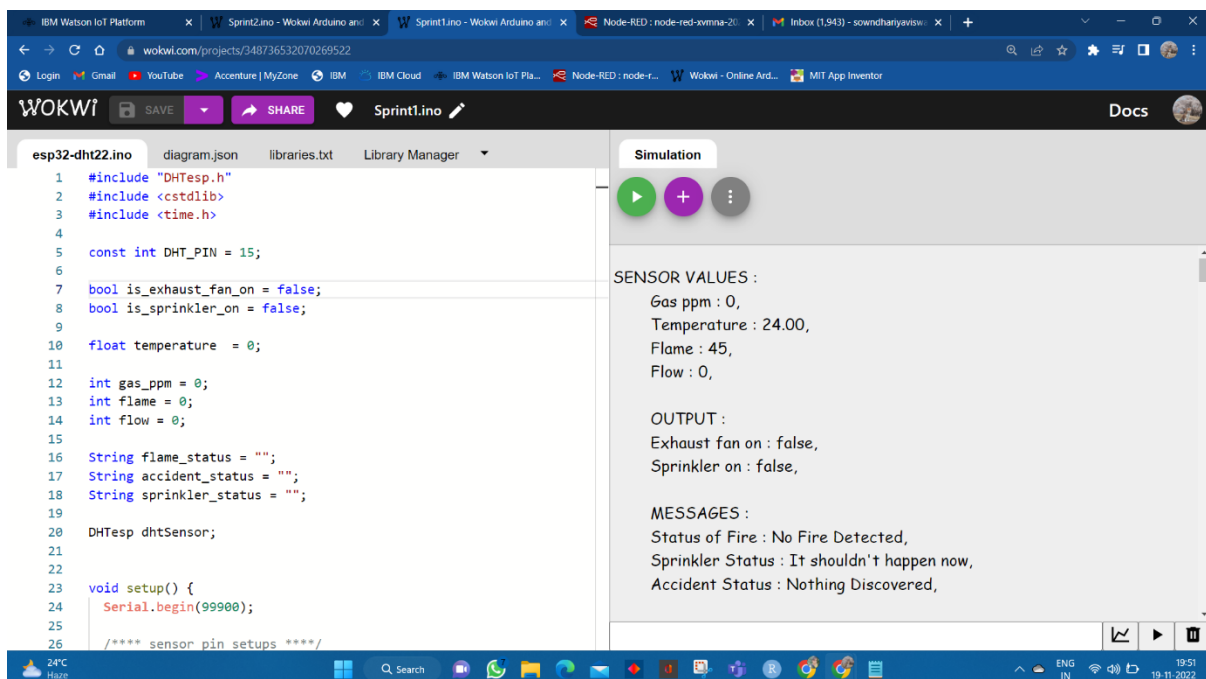 IBM Watson IoT Platform
Sprint2.ino - Wokwi Arduino and
Sprint1.ino - Wokwi Arduino and
Node-RED : node-red-xvmna-20
Inbox (1,943) - sowndhariyavisw
wokwi.com/projects/348736532070269522
Login
Gmail
YouTube
Accenture | MyZone
IBM
IBM Cloud
IBM Watson IoT Pla...
Node-RED : node-r...
Wokwi - Online Ard...
MIT App Inventor
WOKWI
SAVE
SHARE
Sprint1.ino
Docs
esp32-dht22.ino
diagram.json
libraries.txt
Library Manager
1 #include "DHTesp.h"
2 #include <cstdlib>
3 #include <time.h>
4
5 const int DHT_PIN = 15;
6
7 bool is_exhaust_fan_on = false;
8 bool is_sprinkler_on = false;
9
10 float temperature  = 0;
11
12 int gas_ppm = 0;
13 int flame = 0;
14 int flow = 0;
15
16 String flame_status = "";
17 String accident_status = "";
18 String sprinkler_status = "";
19
20 DHTesp dhtSensor;
21
22
23 void setup() {
24   Serial.begin(99900);
25
26   /**** sensor pin setups ****/
Simulation
SENSOR VALUES :
Gas ppm : 0,
Temperature : 24.00,
Flame : 45,
Flow : 0,
OUTPUT :
Exhaust fan on : false,
Sprinkler on : false,
MESSAGES :
Status of Fire : No Fire Detected,
Sprinkler Status : It shouldn't happen now,
Accident Status : Nothing Discovered,
24°C
Haze
Search
ENG
IN
19:51
19-11-2022